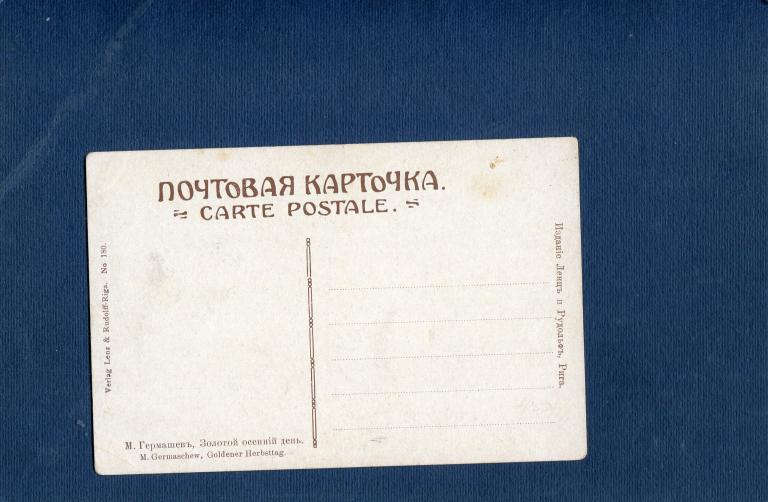 ПОЧТОВАЯ КАРТОЧКА.
CARTE POSTALE.
Verlag Lenz & Rudolff-Riga. No 180.
Изданіе Ленцъ и Рудольфъ, Рига.
М. Гермашевъ, Золотой осенній день.
M. Germaschew, Goldener Herbsttag.